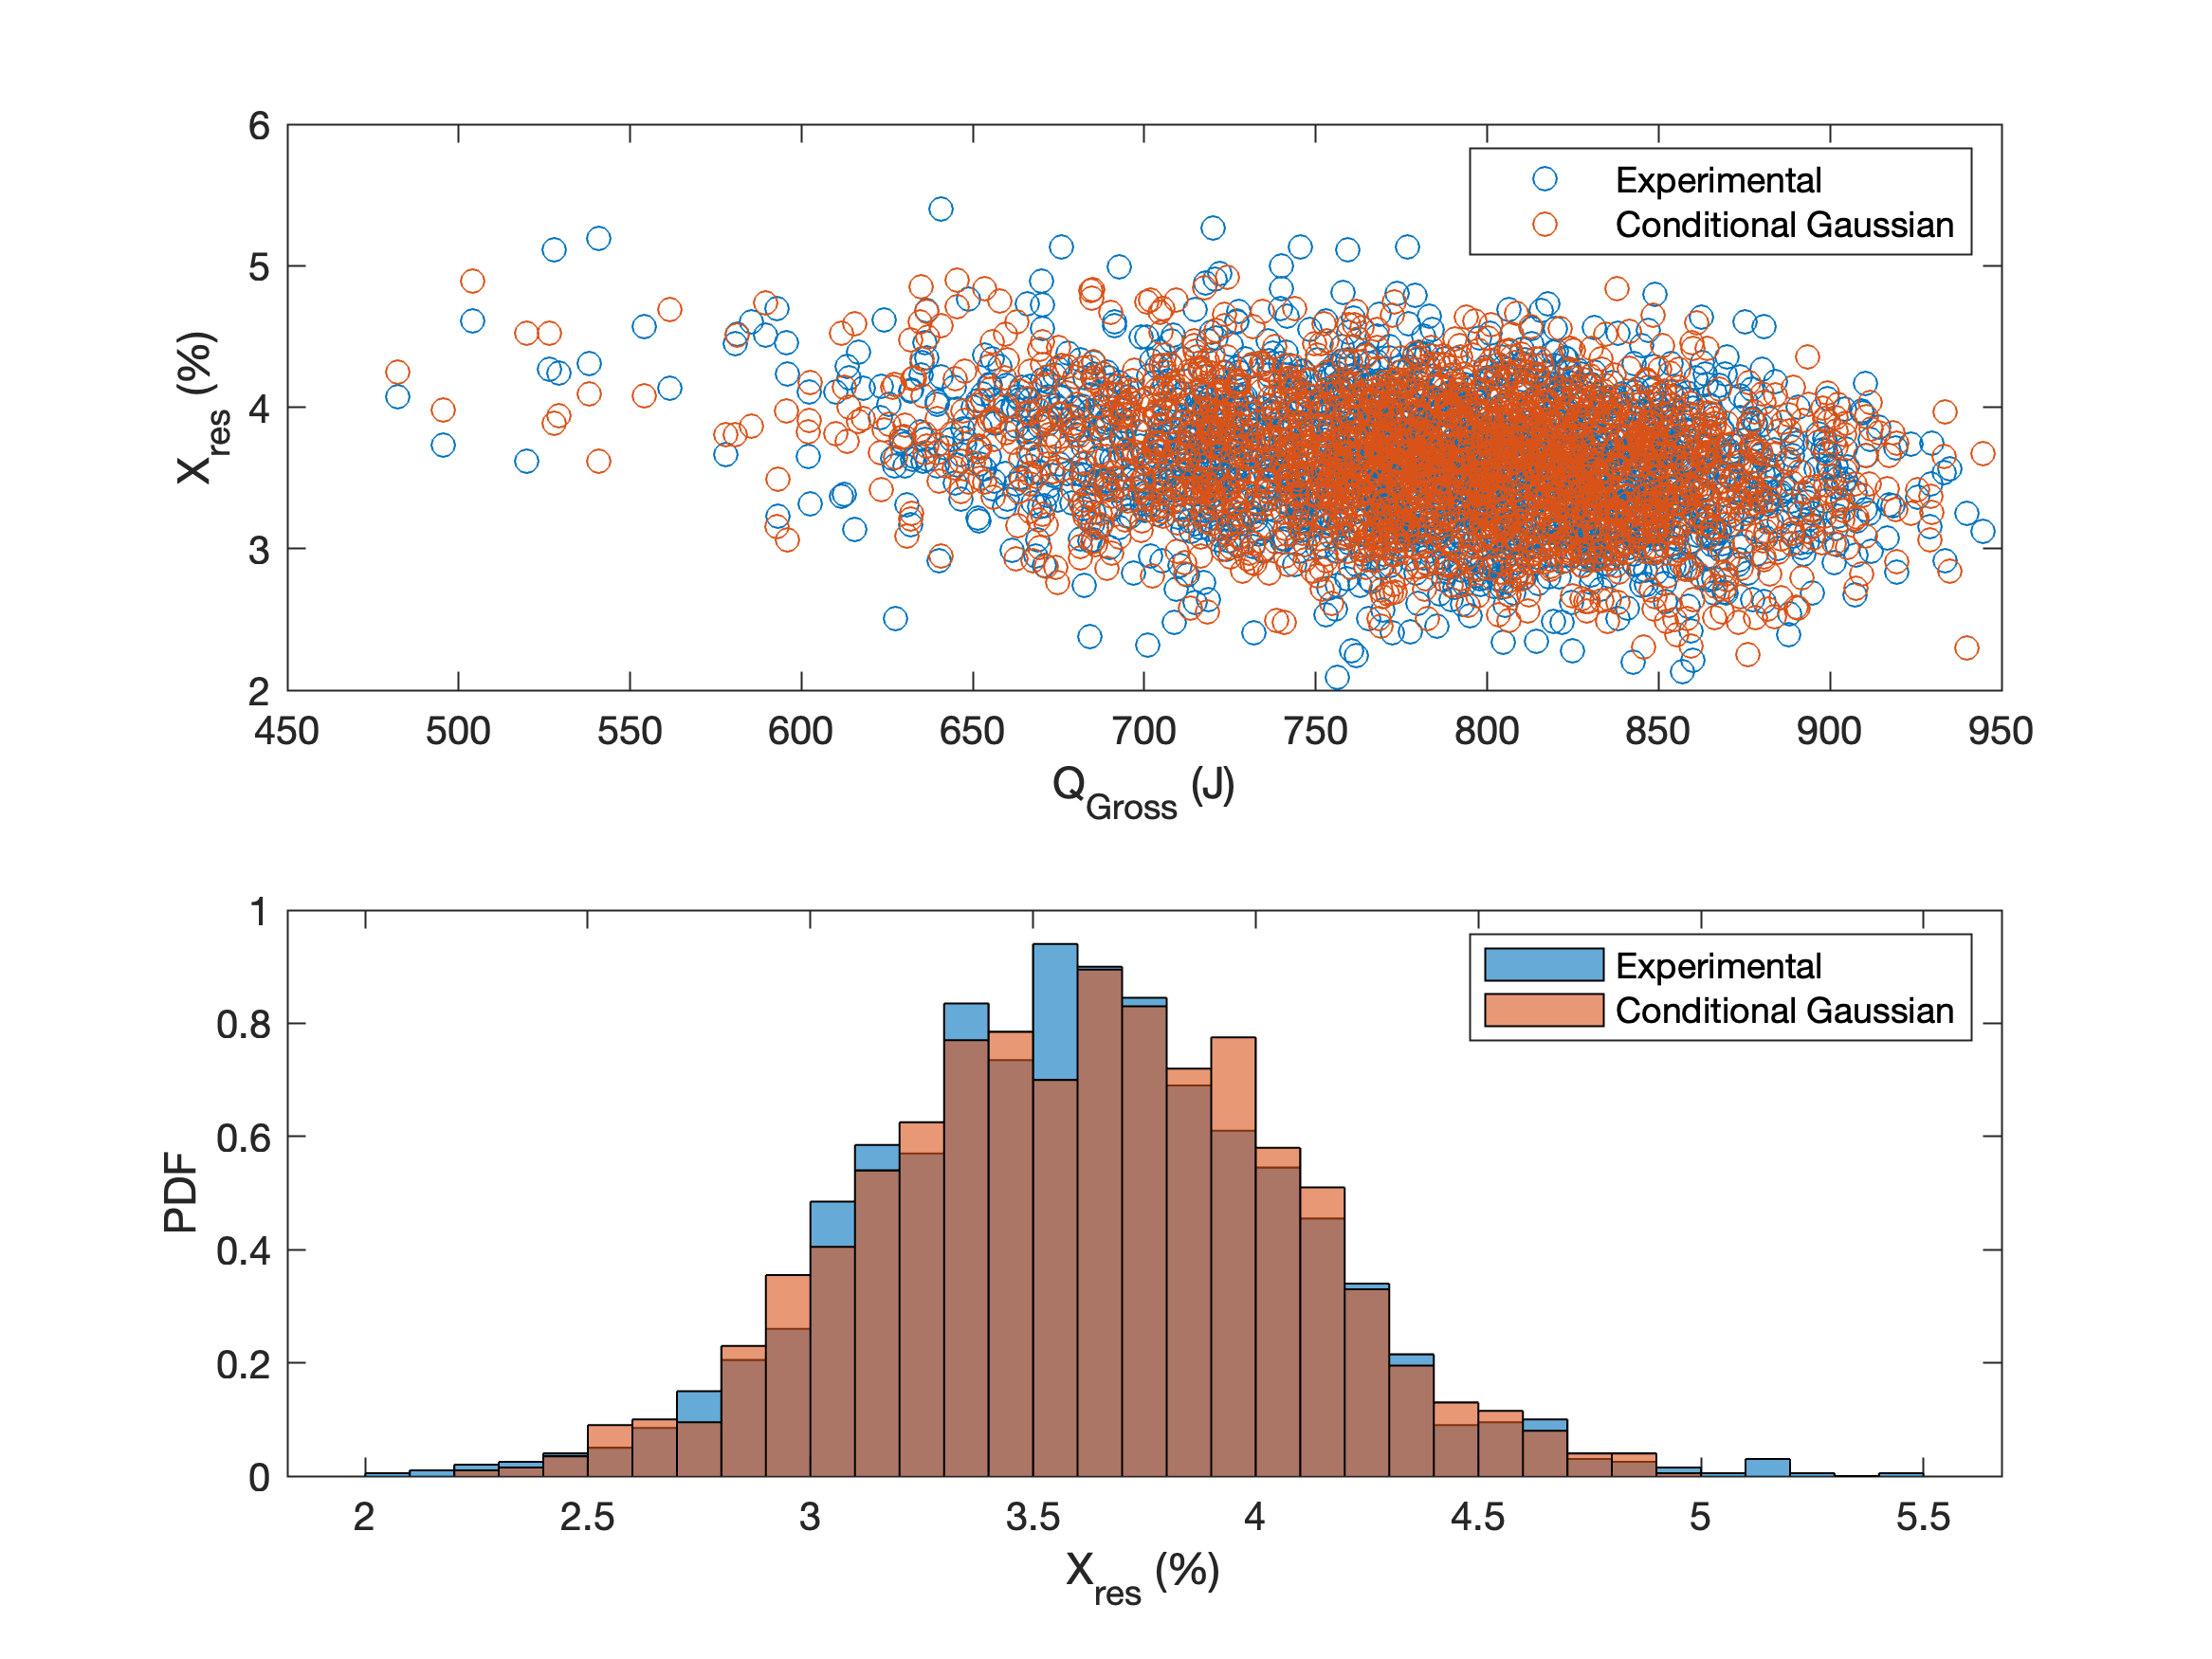 6
5
4
3
2
X_res (%)
Experimental
Conditional Gaussian
450 500 550 600 650 700 750 800 850 900 950
Q_Gross (J)
1
0.8
0.6
0.4
0.2
0
PDF
Experimental
Conditional Gaussian
2 2.5 3 3.5 4 4.5 5 5.5
X_res (%)